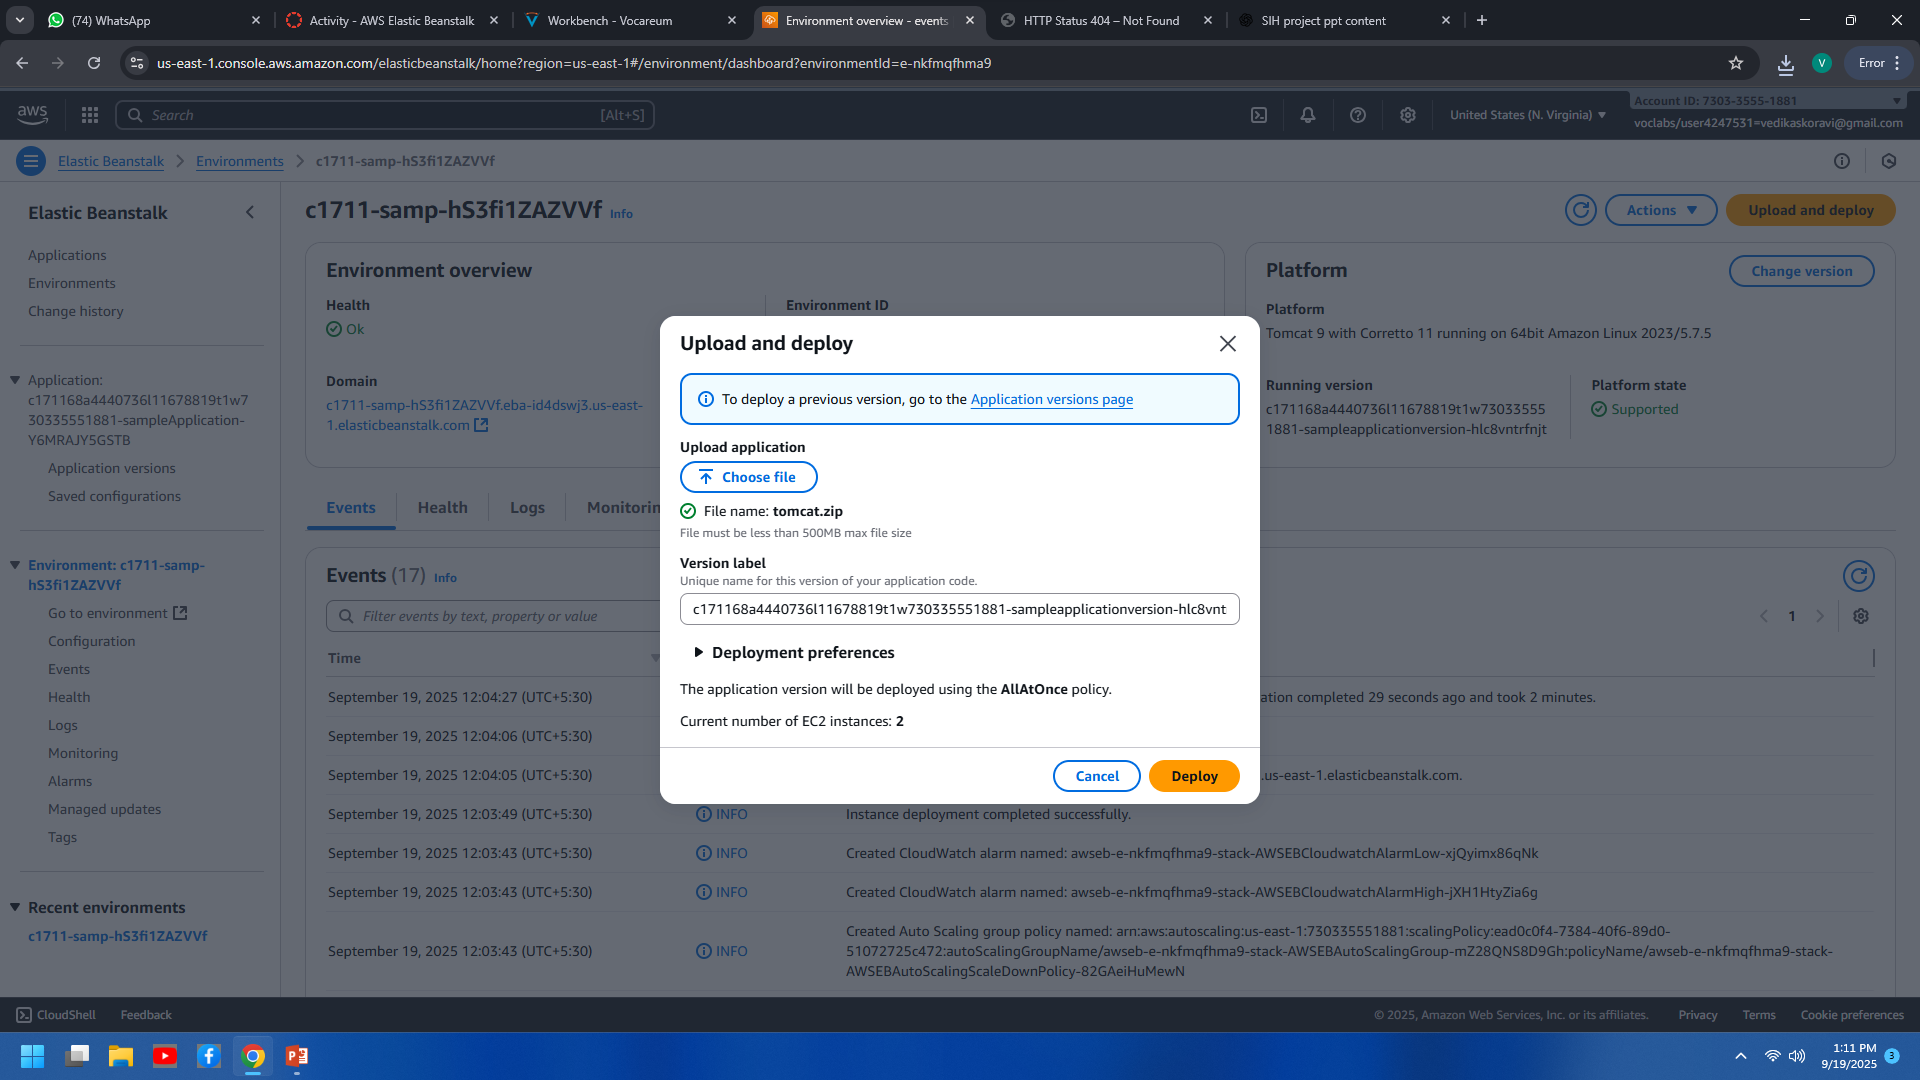 (74) WhatsApp
Activity - AWS Elastic Beanstalk
Workbench - Vocareum
Environment overview - events
HTTP Status 404 – Not Found
SIH project ppt content
us-east-1.console.aws.amazon.com/elasticbeanstalk/home?region=us-east-1#/environment/dashboard?environmentId=e-nkfmqfhma9
V
Error
aws
Search
[Alt+S]
United States (N. Virginia)
Account ID: 7303-3555-1881
voclabs/user4247531=vedikaskoravi@gmail.com
Elastic Beanstalk
Environments
c1711-samp-hS3fi1ZAZVVf
Elastic Beanstalk
Applications
Environments
Change history
Application:
c171168a4440736l11678819t1w7
30335551881-sampleApplication-
Y6MRAJY5GSTB
Application versions
Saved configurations
Environment: c1711-samp-
hS3fi1ZAZVVf
Go to environment
Configuration
Events
Health
Logs
Monitoring
Alarms
Managed updates
Tags
Recent environments
c1711-samp-hS3fi1ZAZVVf
c1711-samp-hS3fi1ZAZVVf Info
Actions
Upload and deploy
Environment overview
Health
Ok
Environment ID
Domain
c1711-samp-hS3fi1ZAZVVf.eba-id4dswj3.us-east-
1.elasticbeanstalk.com
Platform
Change version
Platform
Tomcat 9 with Corretto 11 running on 64bit Amazon Linux 2023/5.7.5
Running version
c171168a4440736l11678819t1w73033555
1881-sampleapplicationversion-hlc8vntrfnjt
Platform state
Supported
Events
Health
Logs
Monitorin
Upload and deploy
To deploy a previous version, go to the Application versions page
Upload application
Choose file
File name: tomcat.zip
File must be less than 500MB max file size
Version label
Unique name for this version of your application code.
c171168a4440736l11678819t1w730335551881-sampleapplicationversion-hlc8vnt
Deployment preferences
The application version will be deployed using the AllAtOnce policy.
Current number of EC2 instances: 2
Cancel
Deploy
Events (17) Info
Filter events by text, property or value
1
Time
September 19, 2025 12:04:27 (UTC+5:30)
ation completed 29 seconds ago and took 2 minutes.
September 19, 2025 12:04:06 (UTC+5:30)
September 19, 2025 12:04:05 (UTC+5:30)
.us-east-1.elasticbeanstalk.com.
September 19, 2025 12:03:49 (UTC+5:30)
INFO
Instance deployment completed successfully.
September 19, 2025 12:03:43 (UTC+5:30)
INFO
Created CloudWatch alarm named: awseb-e-nkfmqfhma9-stack-AWSEBCloudwatchAlarmLow-xjQyimx86qNk
September 19, 2025 12:03:43 (UTC+5:30)
INFO
Created CloudWatch alarm named: awseb-e-nkfmqfhma9-stack-AWSEBCloudwatchAlarmHigh-jXH1HtyZia6g
September 19, 2025 12:03:43 (UTC+5:30)
INFO
Created Auto Scaling group policy named: arn:aws:autoscaling:us-east-1:730335551881:scalingPolicy:ead0c0f4-7384-40f6-89d0-
51072725c472:autoScalingGroupName/awseb-e-nkfmqfhma9-stack-AWSEBAutoScalingGroup-mZ28QNS8D9Gh:policyName/awseb-e-nkfmqfhma9-stack-
AWSEBAutoScalingScaleDownPolicy-82GAeiHuMewN
CloudShell
Feedback
© 2025, Amazon Web Services, Inc. or its affiliates.
Privacy
Terms
Cookie preferences
1:11 PM
9/19/2025
3